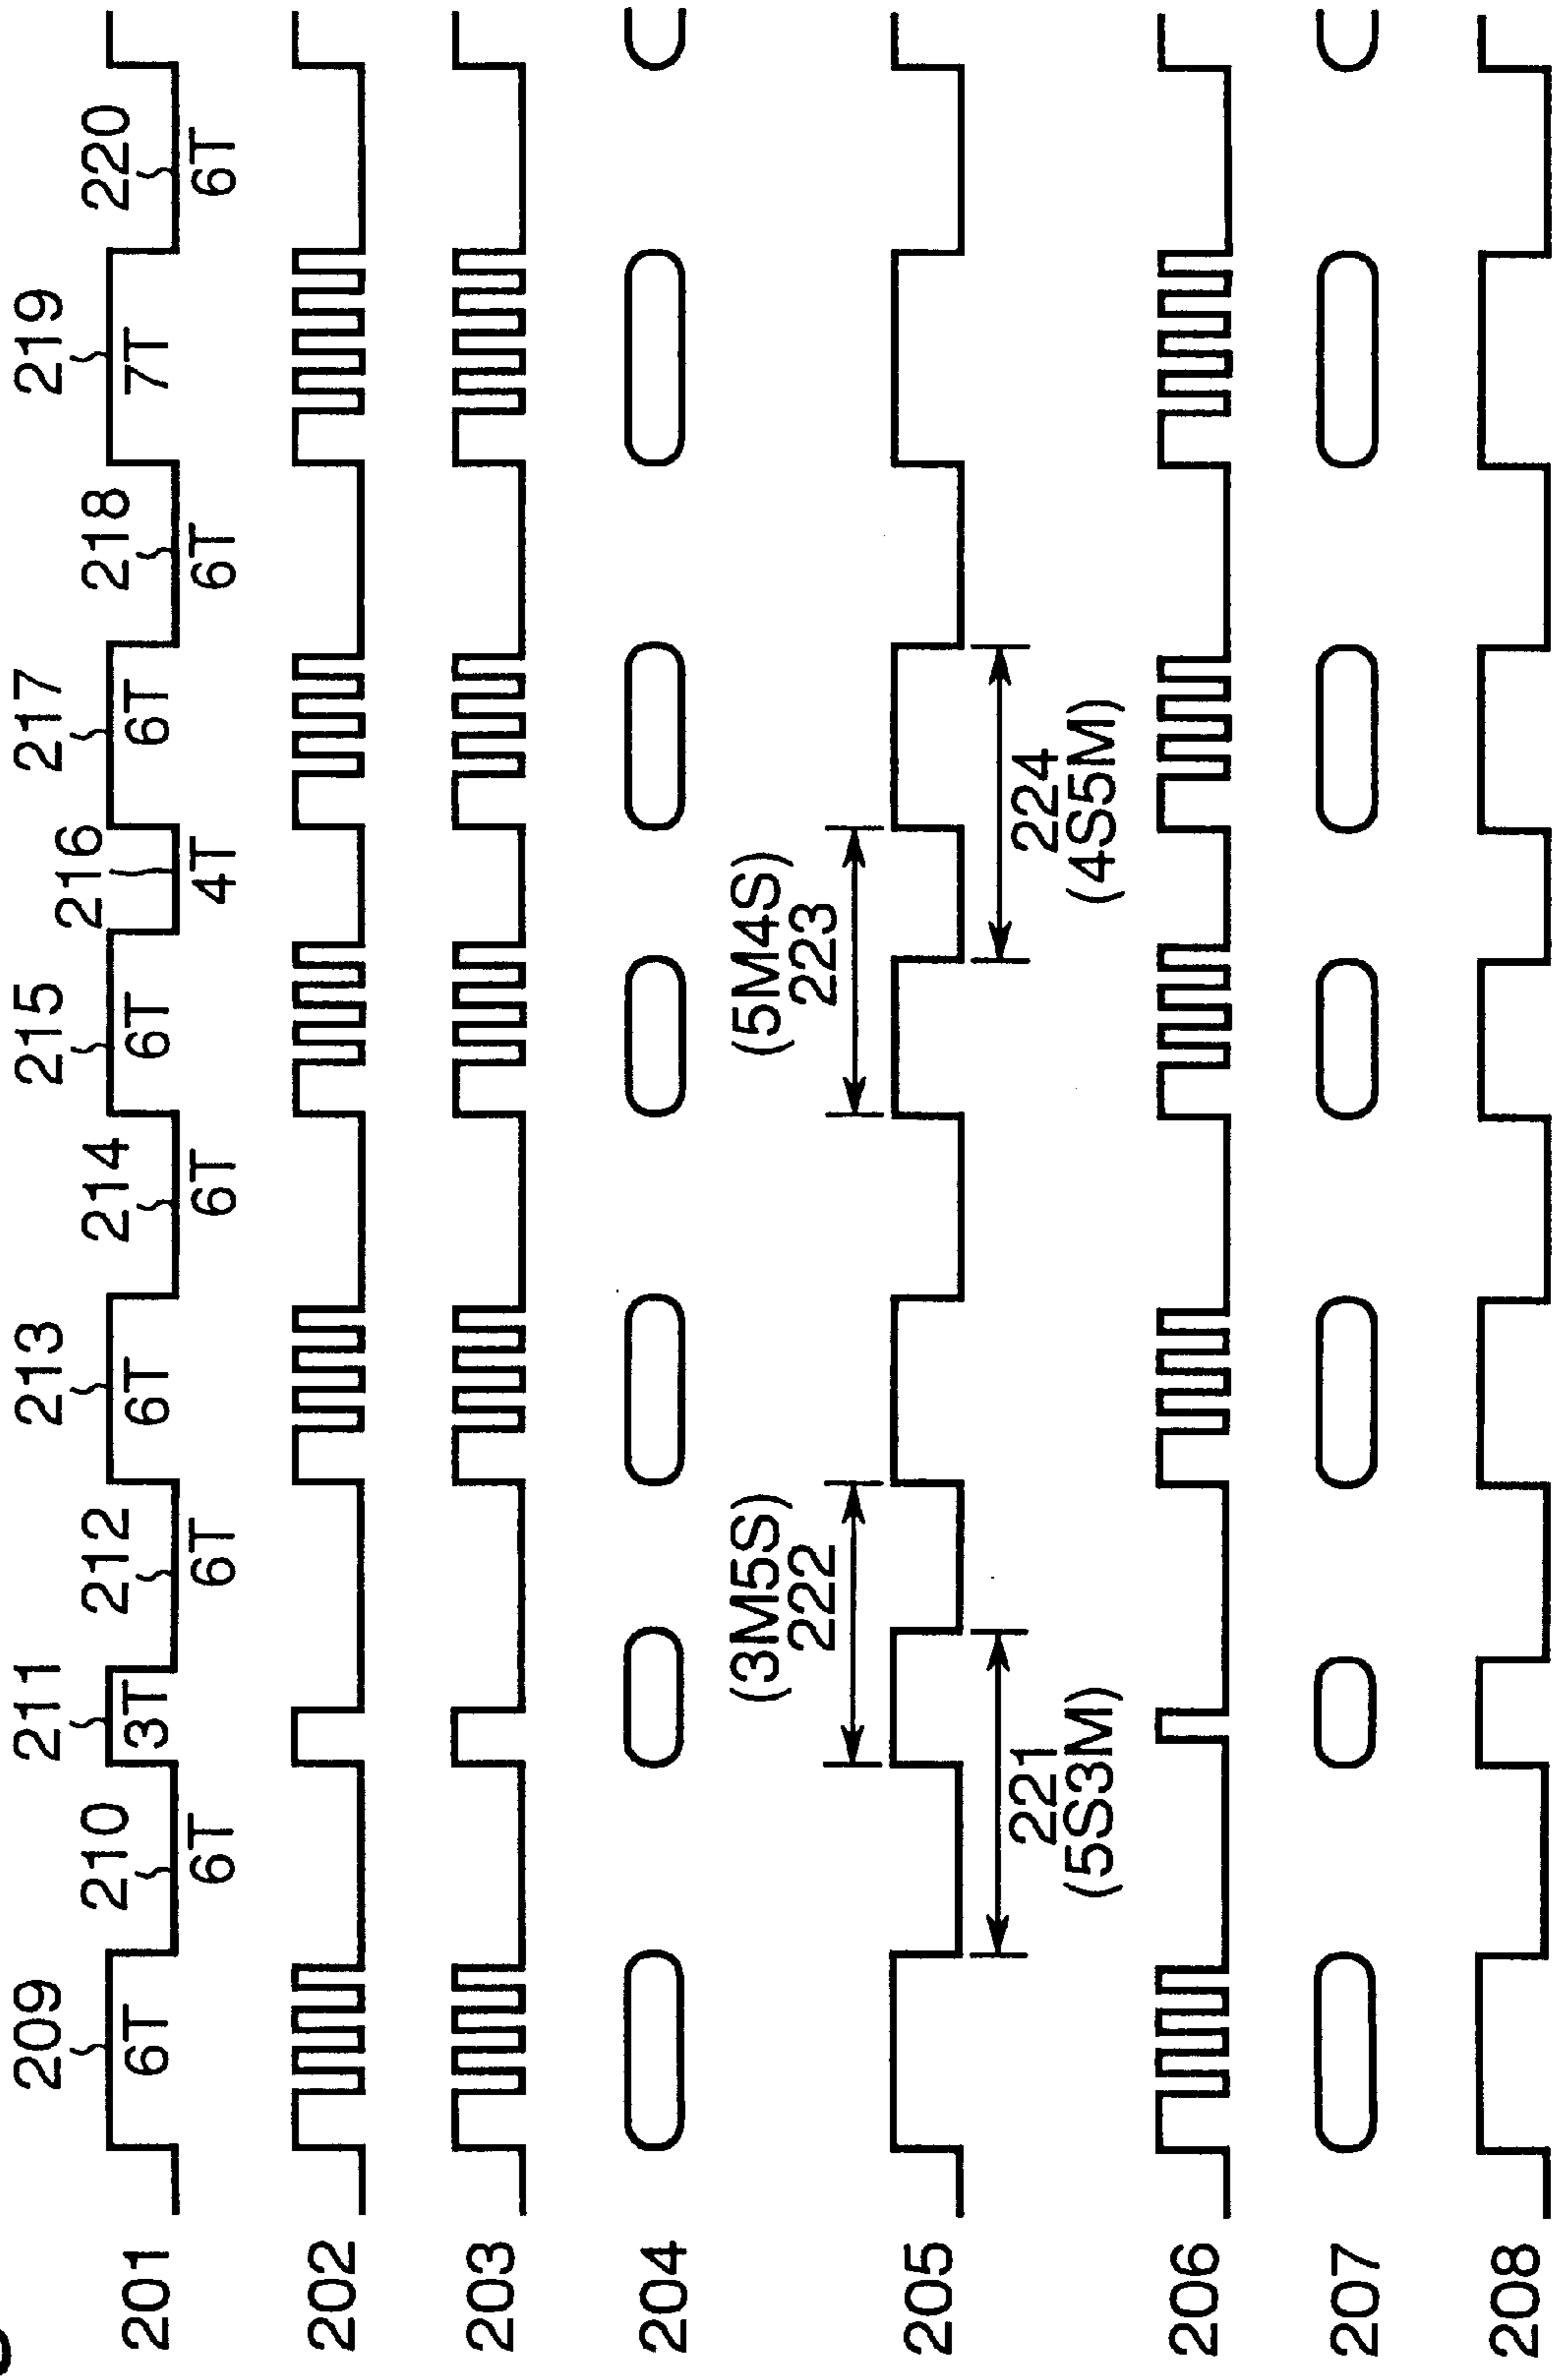 209 211 213 215 217 219
210 212 214 216 218 220
201 6T 3T 6T 6T 6T 7T
6T 6T 6T 4T 6T 6T
202
203
204
(3M5S) (5M4S)
222 223
205
221 224
(5S3M) (4S5M)
206
207
208